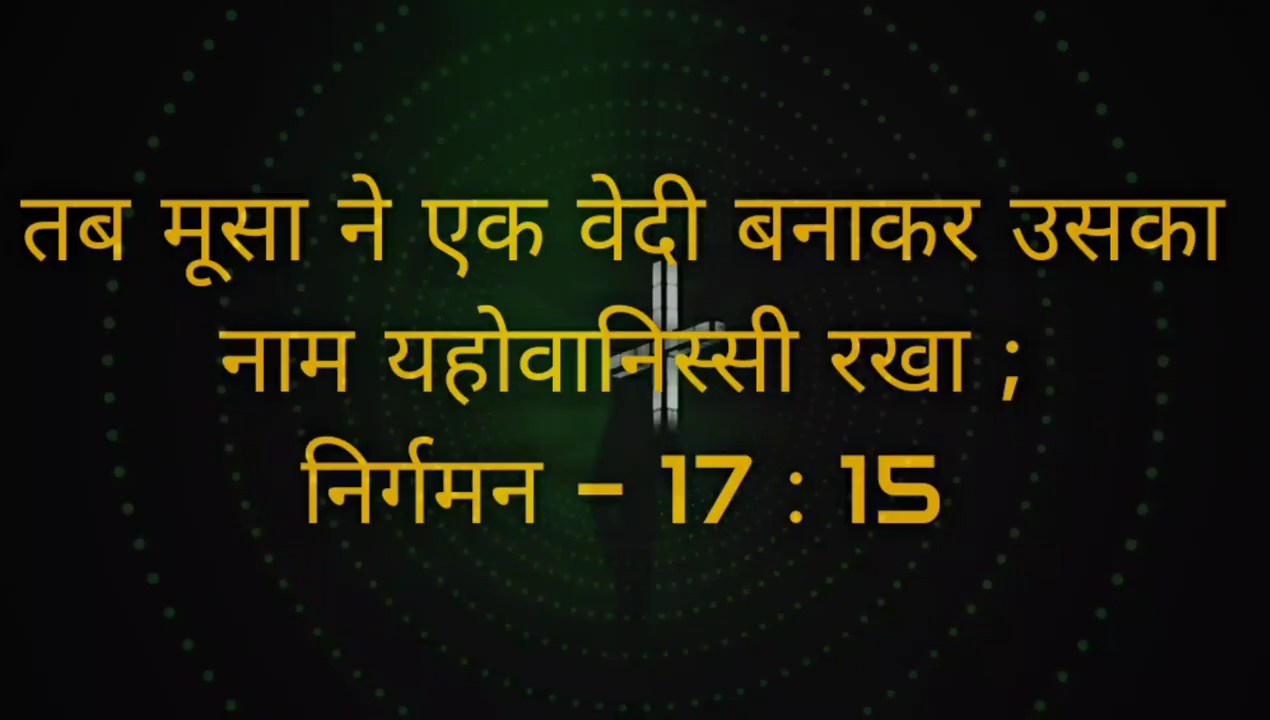 तब मूसा ने एक वेदी बनाकर उसका
नाम यहोवानिस्सी रखा ;
निर्गमन - 17 : 15